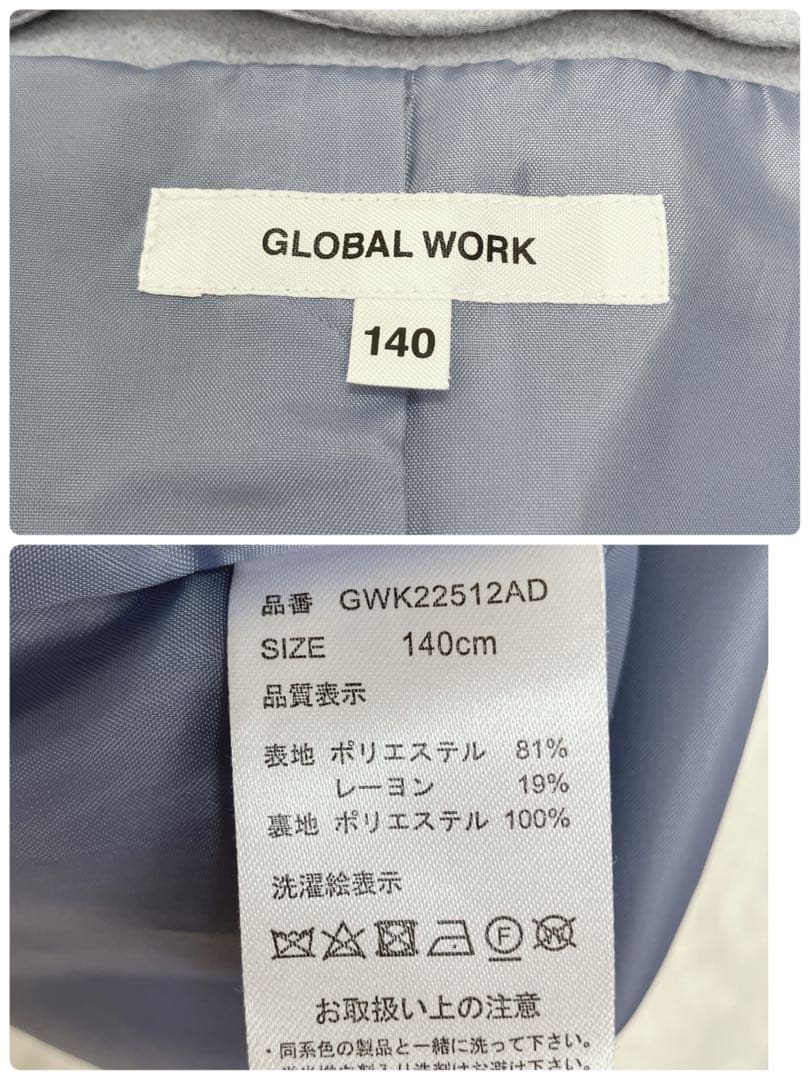 GLOBAL WORK
140
品番 GWK22512AD
SIZE 140cm
品質表示
表地 ポリエステル 81%
レーヨン 19%
裏地 ポリエステル 100%
洗濯絵表示
F
W
お取扱い上の注意
・同系色の製品と一緒に洗って下さい。